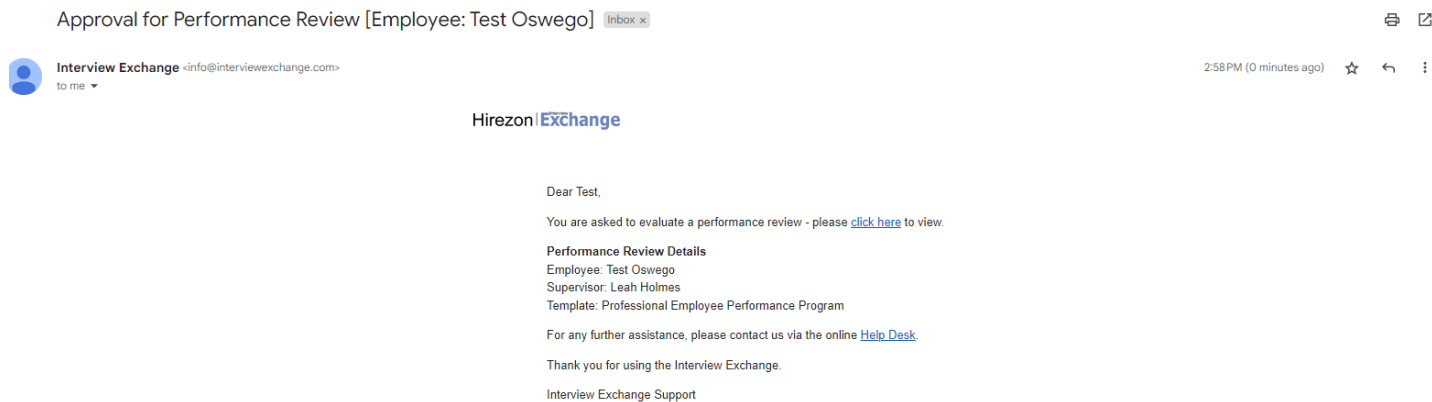 Approval for Performance Review [Employee: Test Oswego] Inbox ×
Interview Exchange <info@interviewexchange.com>
2:58 PM (0 minutes ago)
to me
Hirezon Interview Exchange
Dear Test,
You are asked to evaluate a performance review - please click here to view.
Performance Review Details
Employee: Test Oswego
Supervisor: Leah Holmes
Template: Professional Employee Performance Program
For any further assistance, please contact us via the online Help Desk.
Thank you for using the Interview Exchange.
Interview Exchange Support